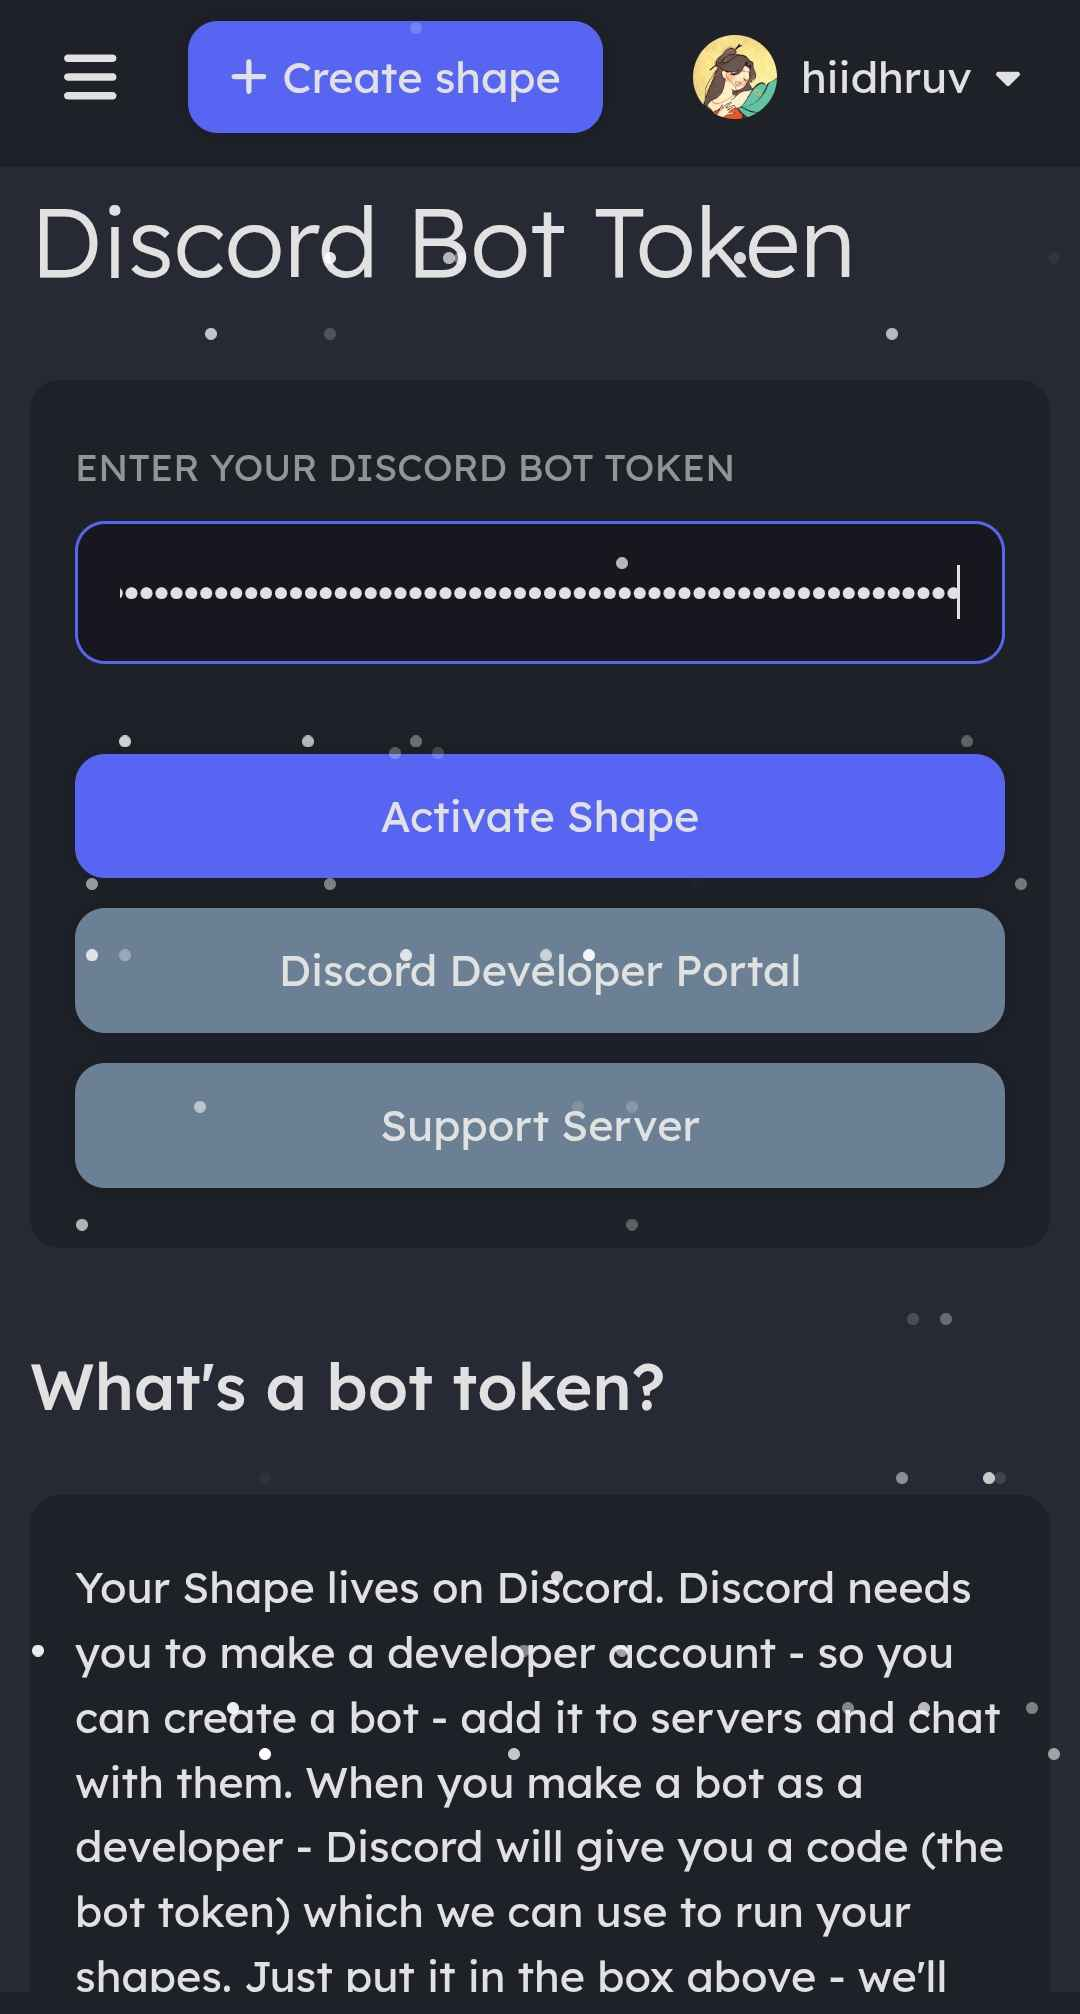 + Create shape
hiidhruv
Discord Bot Token
ENTER YOUR DISCORD BOT TOKEN
Activate Shape
Discord Developer Portal
Support Server
What's a bot token?
Your Shape lives on Discord. Discord needs
you to make a developer account - so you
can create a bot - add it to servers and chat
with them. When you make a bot as a
developer - Discord will give you a code (the
bot token) which we can use to run your
shapes. Just put it in the box above - we'll